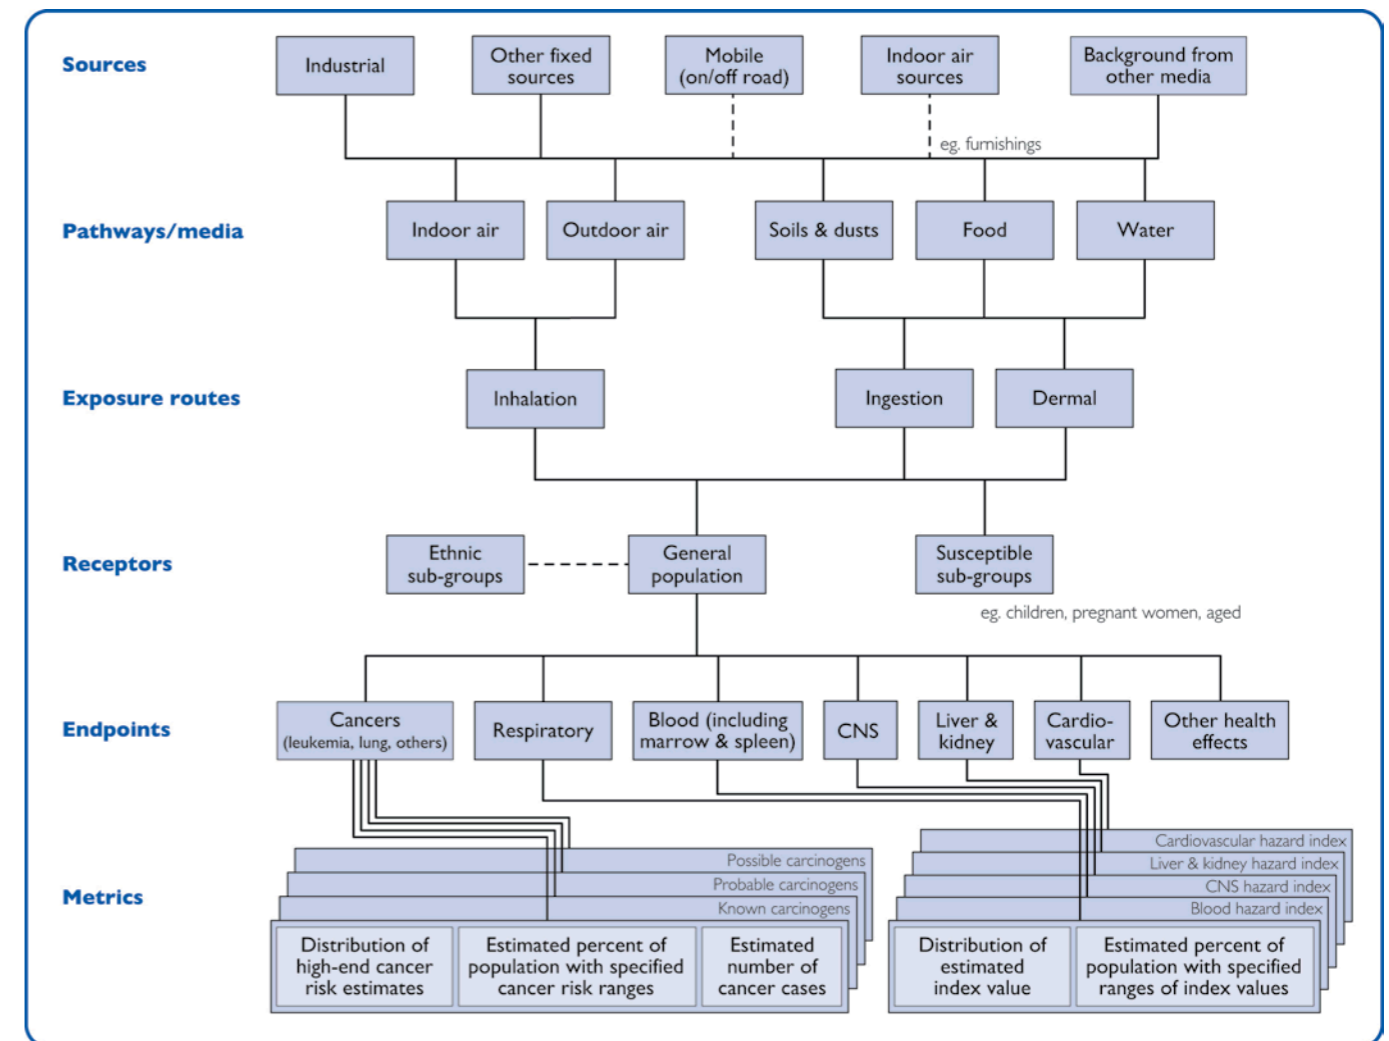 Sources
Industrial
Other fixed
sources
Mobile
(on/off road)
Indoor air
sources
Background from
other media
eg. furnishings
Pathways/media
Indoor air
Outdoor air
Soils & dusts
Food
Water
Exposure routes
Inhalation
Ingestion
Dermal
Receptors
Ethnic
sub-groups
General
population
Susceptible
sub-groups
eg. children, pregnant women, aged
Endpoints
Cancers
(leukemia, lung, others)
Respiratory
Blood (including
marrow & spleen)
CNS
Liver &
kidney
Cardio-
vascular
Other health
effects
Metrics
Possible carcinogens
Probable carcinogens
Known carcinogens
Distribution of
high-end cancer
risk estimates
Estimated percent of
population with specified
cancer risk ranges
Estimated
number of
cancer cases
Cardiovascular hazard index
Liver & kidney hazard index
CNS hazard index
Blood hazard index
Distribution of
estimated
index value
Estimated percent of
population with specified
ranges of index values